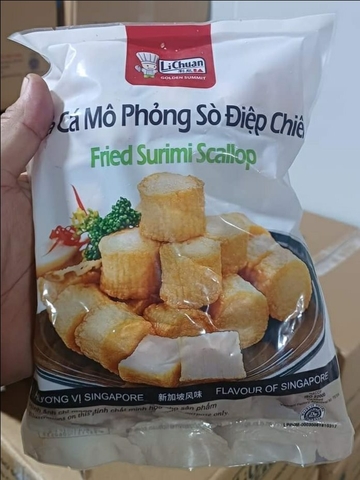 LiChuan
GOLDEN SUMMIT
Cá Mô Phỏng Sò Điệp Chiê
Fried Surimi Scallop
ƯƠNG VỊ SINGAPORE
新加坡风味
FLAVOUR OF SINGAPORE